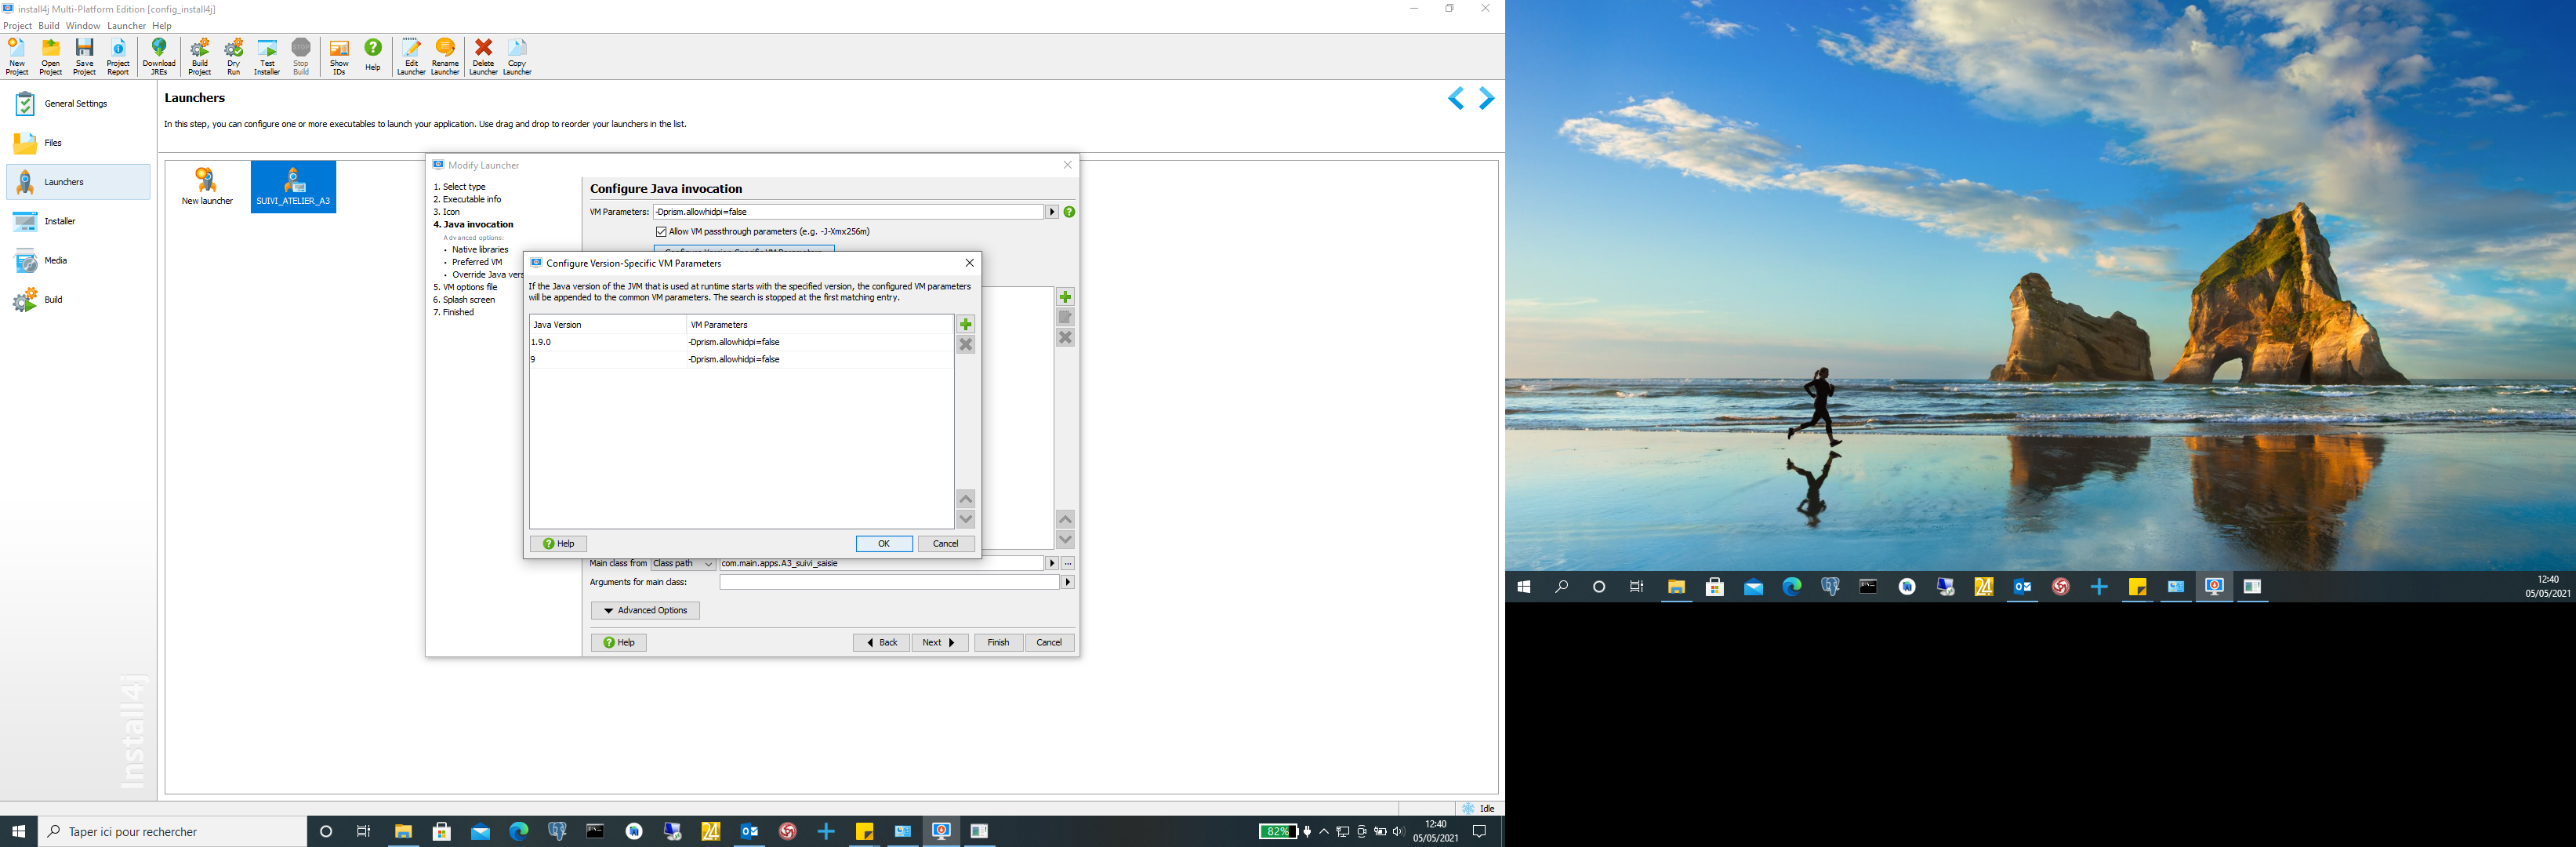 install4j Multi-Platform Edition [config_install4j]
Project Build Window Launcher Help
New Project
Open Project
Save Project
Project Report
Download JREs
Build Project
Dry Run
Test Installer
Stop Build
Show IDs
Help
Edit Launcher
Rename Launcher
Delete Launcher
Copy Launcher
General Settings
Files
Launchers
Installer
Media
Build
install4j
Launchers
In this step, you can configure one or more executables to launch your application. Use drag and drop to reorder your launchers in the list.
New launcher
SUIVI_ATELIER_A3
Modify Launcher
1. Select type
2. Executable info
3. Icon
4. Java invocation
Advanced options:
• Native libraries
• Preferred VM
• Override Java vers
5. VM options file
6. Splash screen
7. Finished
Configure Java invocation
VM Parameters: -Dprism.allowhidpi=false
Allow VM passthrough parameters (e.g. -J-Xmx256m)
Configure Version-Specific VM Parameters
If the Java version of the JVM that is used at runtime starts with the specified version, the configured VM parameters
will be appended to the common VM parameters. The search is stopped at the first matching entry.
Java Version VM Parameters
1.9.0 -Dprism.allowhidpi=false
9 -Dprism.allowhidpi=false
Help OK Cancel
Main class from Class path com.main.apps.A3_suivi_saisie ...
Arguments for main class:
Advanced Options
Help Back Next Finish Cancel
Idle
Taper ici pour rechercher
24
82%
12:40
05/05/2021
24
12:40
05/05/2021